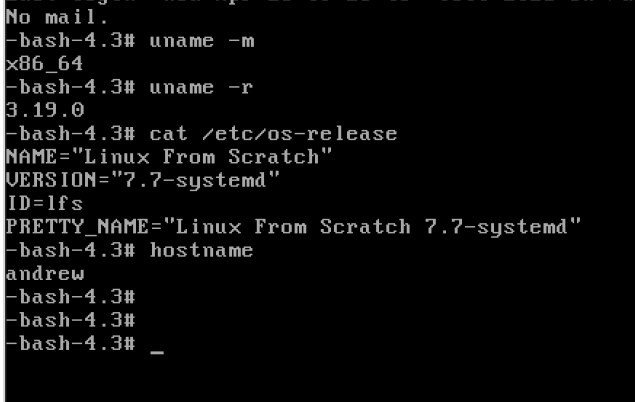 No mail.
-bash-4.3# uname -m
x86_64
-bash-4.3# uname -r
3.19.0
-bash-4.3# cat /etc/os-release
NAME="Linux From Scratch"
VERSION="7.7-systemd"
ID=lfs
PRETTY_NAME="Linux From Scratch 7.7-systemd"
-bash-4.3# hostname
andrew
-bash-4.3#
-bash-4.3#
-bash-4.3# _